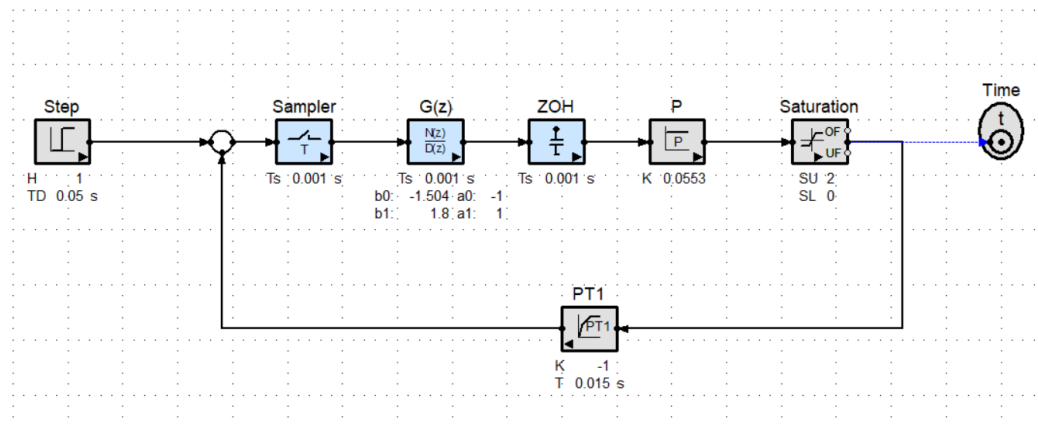 Time
Step
Sampler
G(z)
ZOH
P
Saturation
t
T
N(z)
D(z)
P
OF
UF
H 1
TD 0.05 s
Ts 0.001 s
Ts 0.001 s
b0: -1.504 a0: -1
b1: 1.8 a1: 1
Ts 0.001 s
K 0.0553
SU 2
SL 0
PT1
PT1
K -1
T 0.015 s